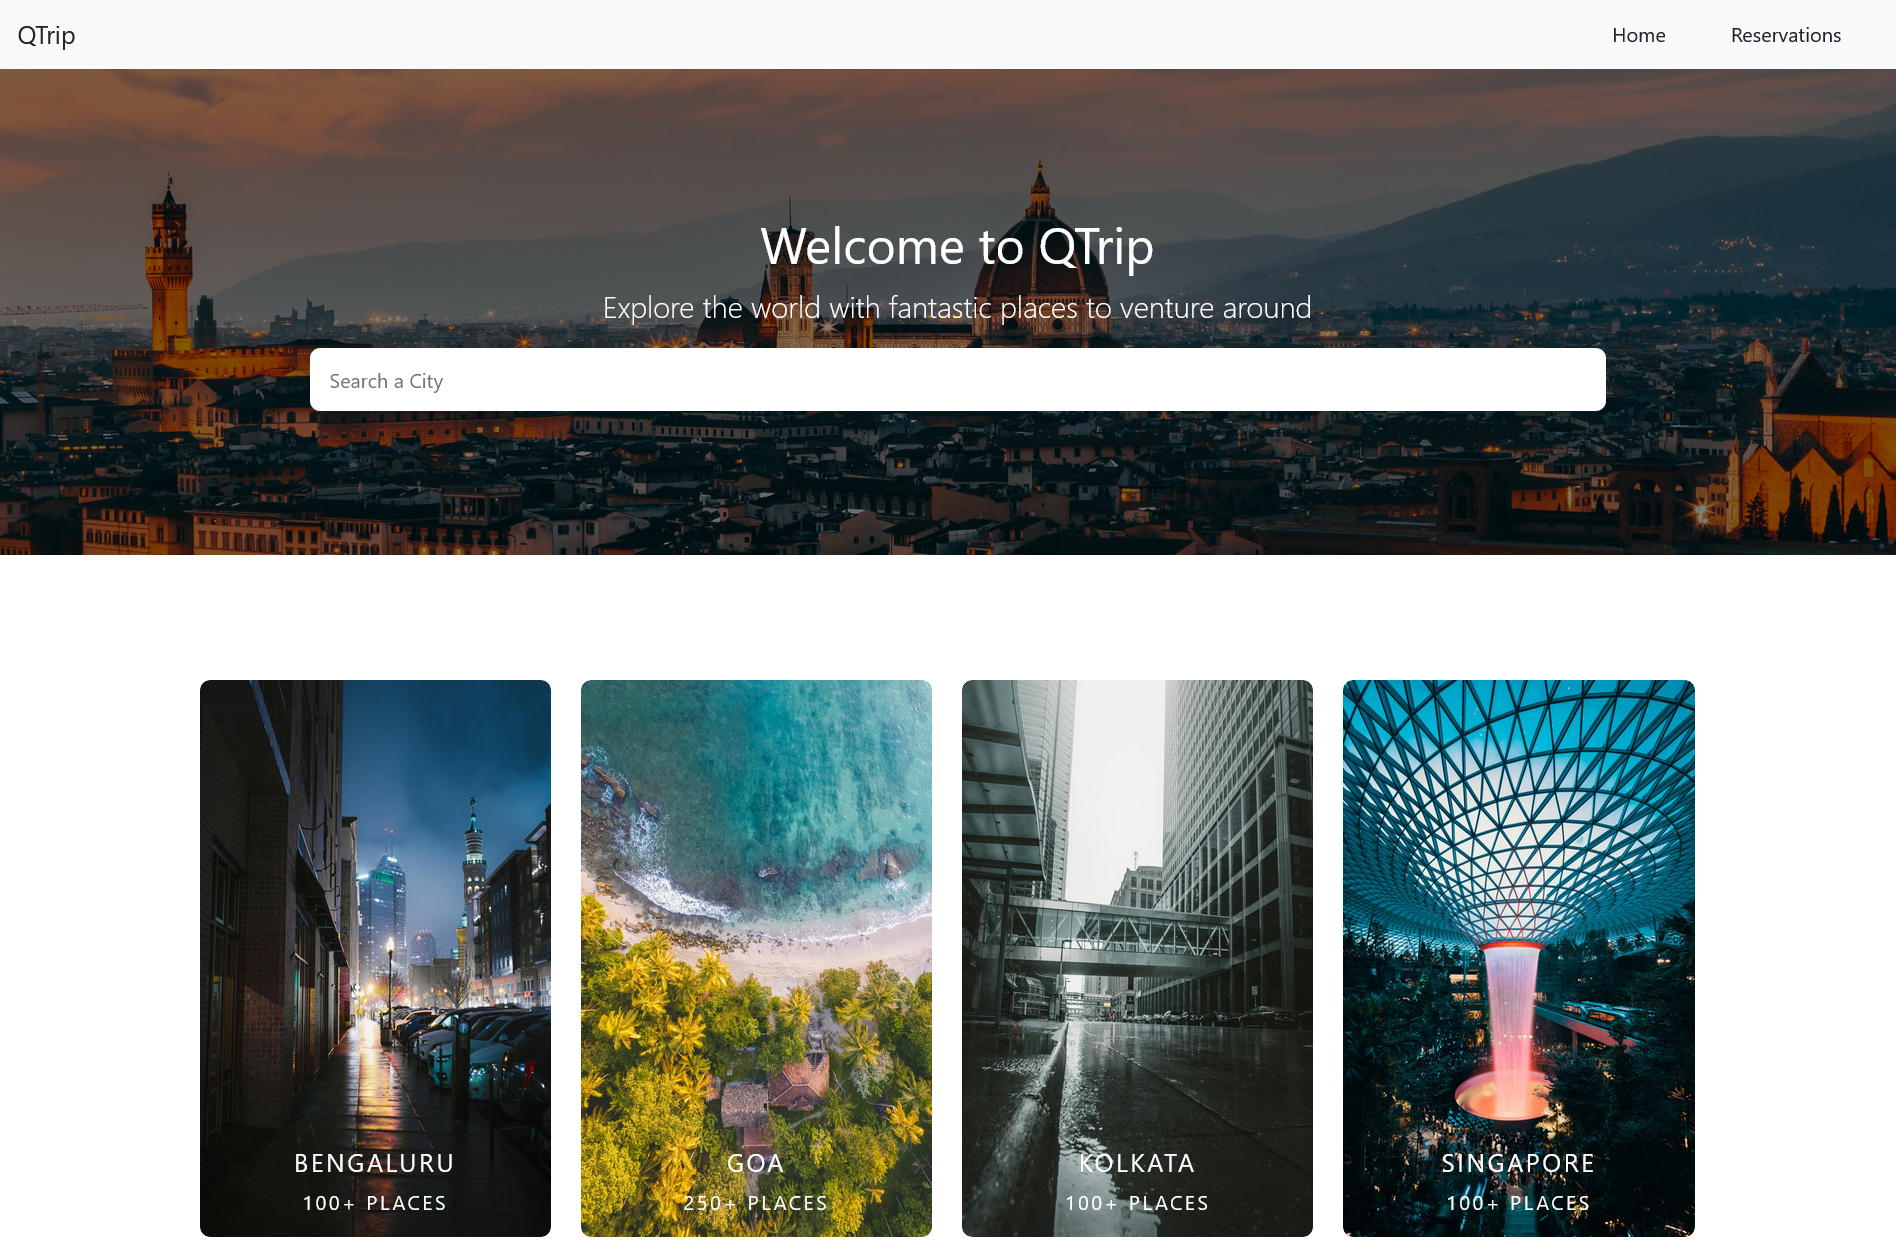 QTrip
Home
Reservations
Welcome to QTrip
Explore the world with fantastic places to venture around
Search a City
BENGALURU
100+ PLACES
GOA
250+ PLACES
KOLKATA
100+ PLACES
SINGAPORE
100+ PLACES